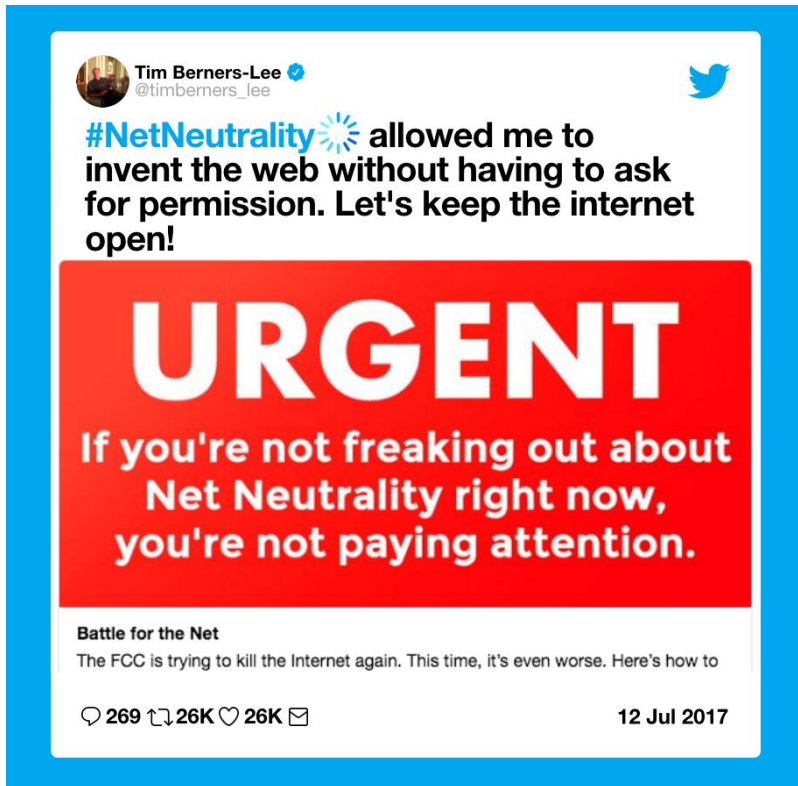 Tim Berners-Lee
@timberners_lee
#NetNeutrality allowed me to
invent the web without having to ask
for permission. Let's keep the internet
open!
URGENT
If you're not freaking out about
Net Neutrality right now,
you're not paying attention.
Battle for the Net
The FCC is trying to kill the Internet again. This time, it's even worse. Here's how to
269 26K 26K 12 Jul 2017